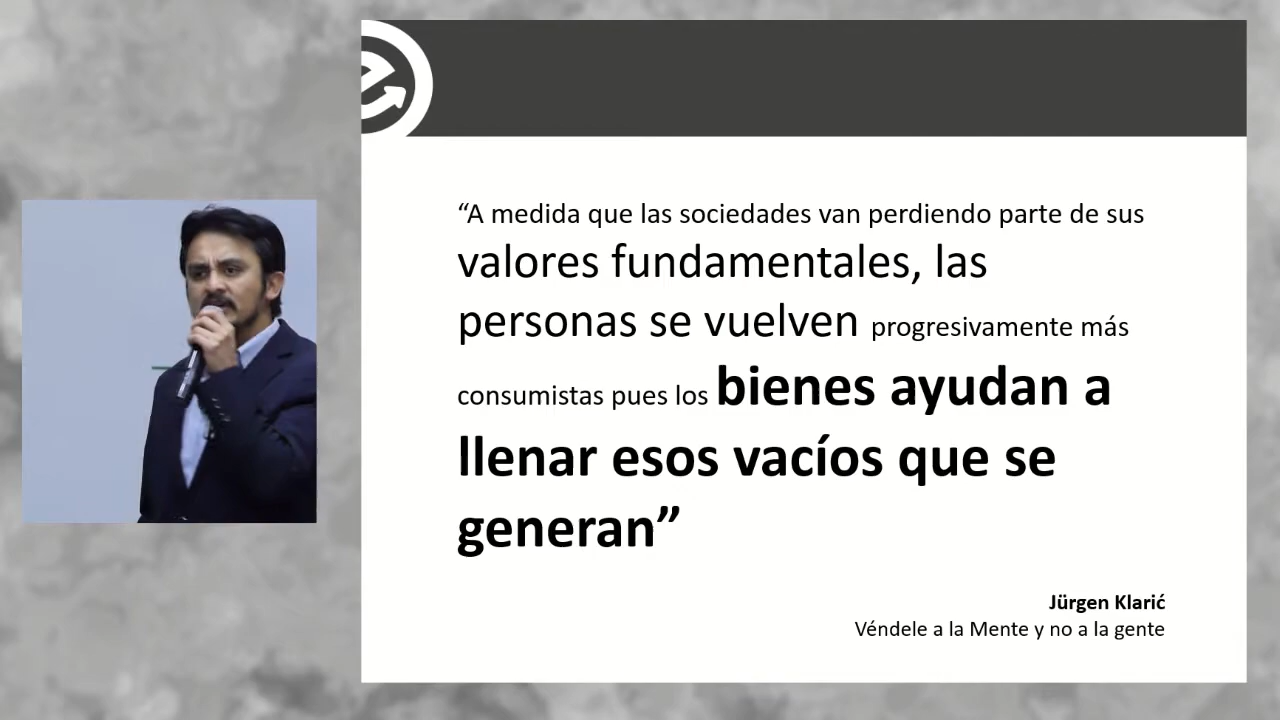 “A medida que las sociedades van perdiendo parte de sus
valores fundamentales, las
personas se vuelven progresivamente más
consumistas pues los bienes ayudan a
llenar esos vacíos que se
generan”
Jürgen Klarić
Véndele a la Mente y no a la gente